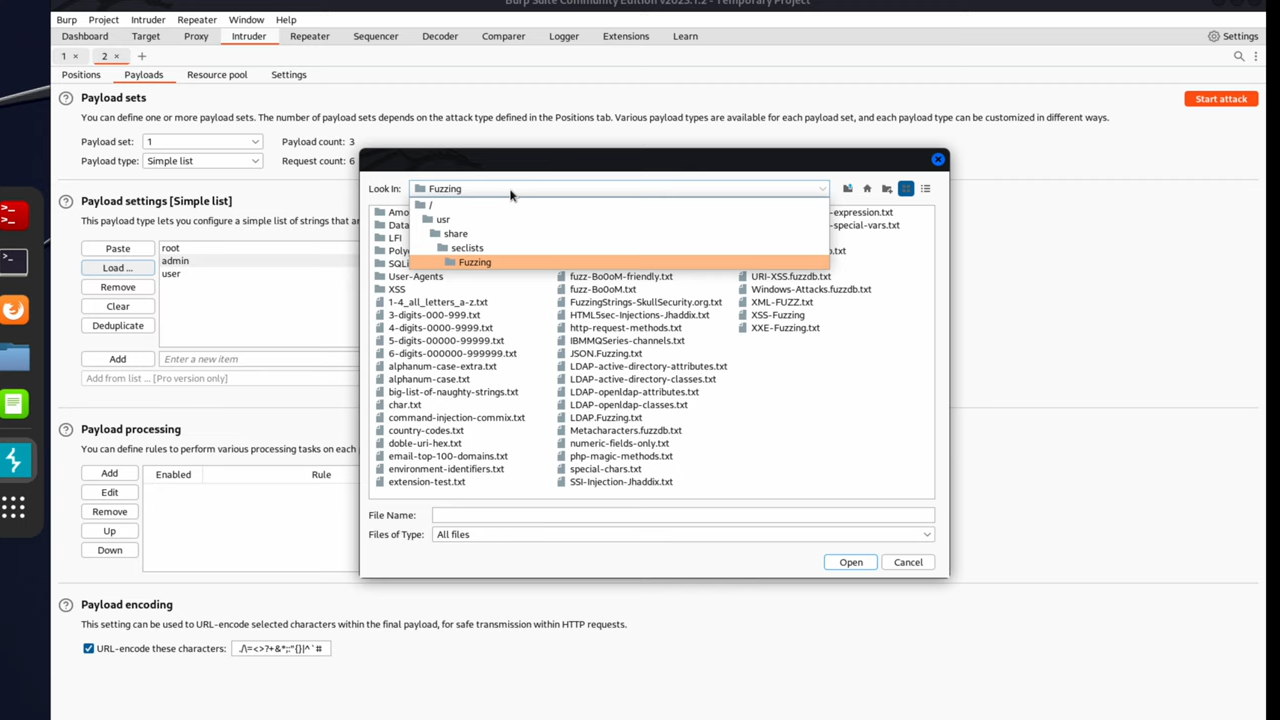 Burp Suite Community Edition v2023.1.2 - Temporary Project
Burp Project Intruder Repeater Window Help
Dashboard Target Proxy Intruder Repeater Sequencer Decoder Comparer Logger Extensions Learn Settings
1 × 2 × +
Positions Payloads Resource pool Settings
? Payload sets
Start attack
You can define one or more payload sets. The number of payload sets depends on the attack type defined in the Positions tab. Various payload types are available for each payload set, and each payload type can be customized in different ways.
Payload set: 1 Payload count: 3
Payload type: Simple list Request count: 6
? Payload settings [Simple list]
This payload type lets you configure a simple list of strings that
Paste
Load ...
Remove
Clear
Deduplicate
root
admin
user
Add Enter a new item
Add from list ... [Pro version only]
? Payload processing
You can define rules to perform various processing tasks on each
Add
Edit
Remove
Up
Down
Enabled Rule
? Payload encoding
This setting can be used to URL-encode selected characters within the final payload, for safe transmission within HTTP requests.
URL-encode these characters: ./\=<>?+&*;:"{}|^`#
Look In: Fuzzing
/
usr
share
seclists
Fuzzing
Amo
Data
LFI
Poly
SQLi
User-Agents
XSS
1-4_all_letters_a-z.txt
3-digits-000-999.txt
4-digits-0000-9999.txt
5-digits-00000-99999.txt
6-digits-000000-999999.txt
alphanum-case-extra.txt
alphanum-case.txt
big-list-of-naughty-strings.txt
char.txt
command-injection-commix.txt
country-codes.txt
doble-uri-hex.txt
email-top-100-domains.txt
environment-identifiers.txt
extension-test.txt
fuzz-Bo0oM-friendly.txt
fuzz-Bo0oM.txt
FuzzingStrings-SkullSecurity.org.txt
HTML5sec-Injections-Jhaddix.txt
http-request-methods.txt
IBMMQSeries-channels.txt
JSON.Fuzzing.txt
LDAP-active-directory-attributes.txt
LDAP-active-directory-classes.txt
LDAP-openldap-attributes.txt
LDAP-openldap-classes.txt
LDAP.Fuzzing.txt
Metacharacters.fuzzdb.txt
numeric-fields-only.txt
php-magic-methods.txt
special-chars.txt
SSI-Injection-Jhaddix.txt
-expression.txt
-special-vars.txt
.txt
URI-XSS.fuzzdb.txt
Windows-Attacks.fuzzdb.txt
XML-FUZZ.txt
XSS-Fuzzing
XXE-Fuzzing.txt
File Name:
Files of Type: All files
Open Cancel